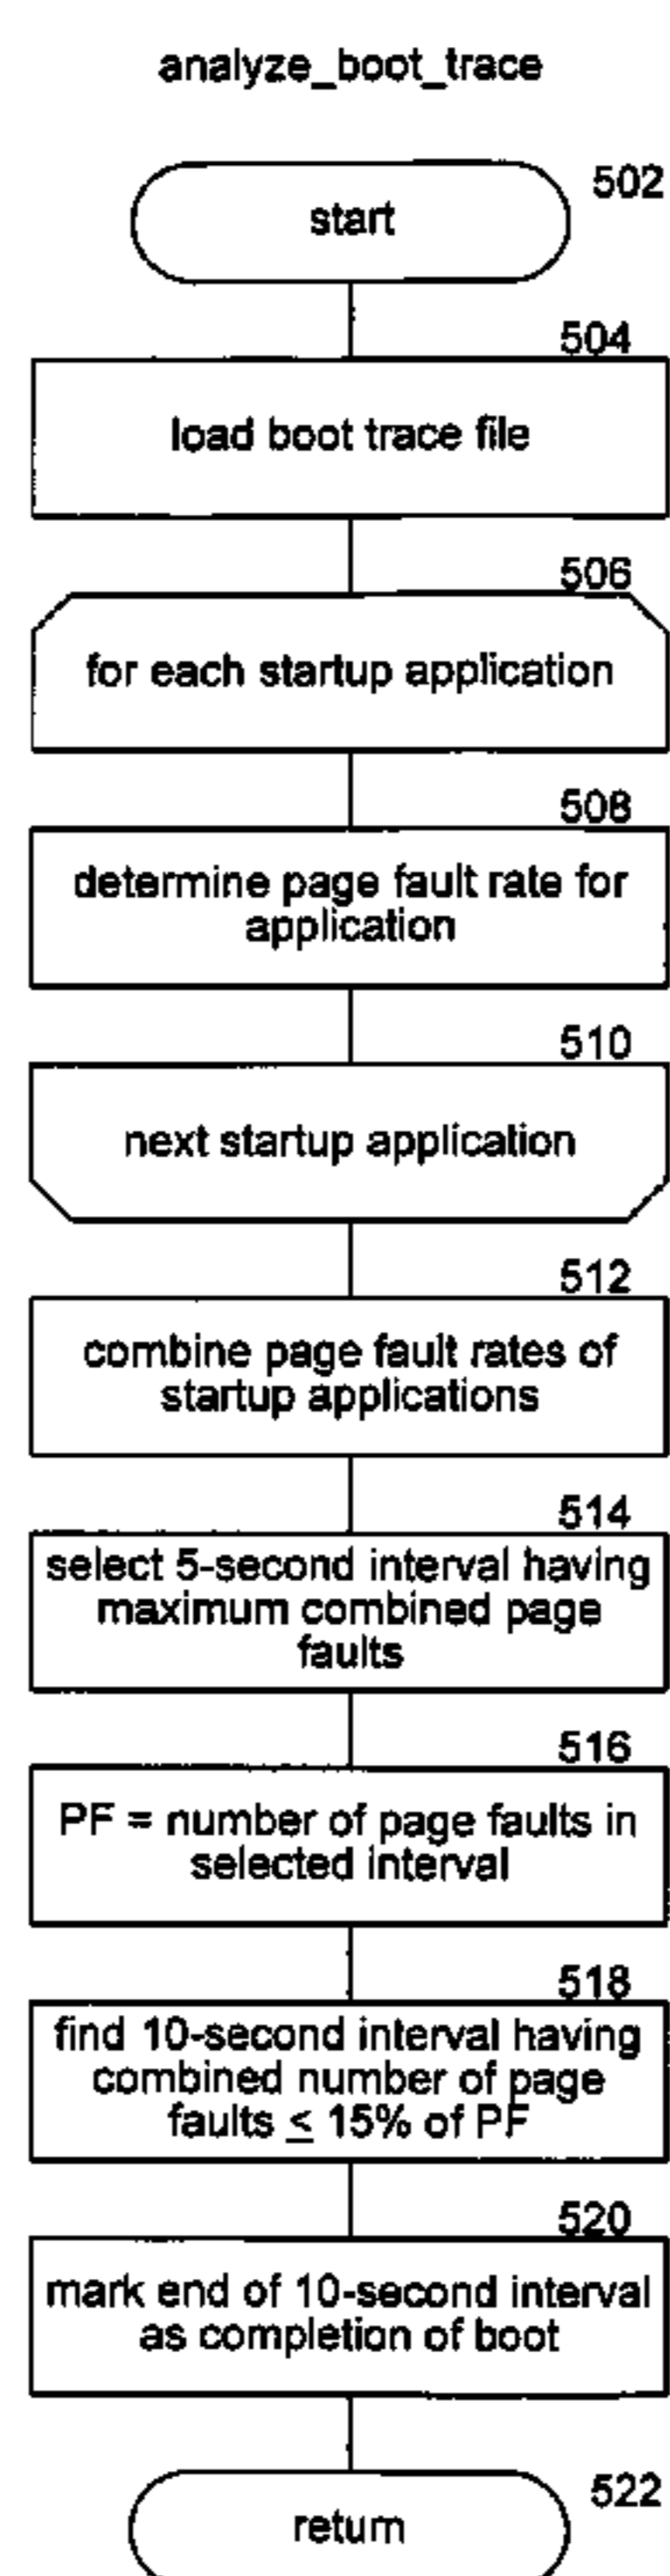 analyze_boot_trace
502
start
504
load boot trace file
506
for each startup application
508
determine page fault rate for
application
510
next startup application
512
combine page fault rates of
startup applications
514
select 5-second interval having
maximum combined page
faults
516
PF = number of page faults in
selected interval
518
find 10-second interval having
combined number of page
faults ≤ 15% of PF
520
mark end of 10-second interval
as completion of boot
522
return